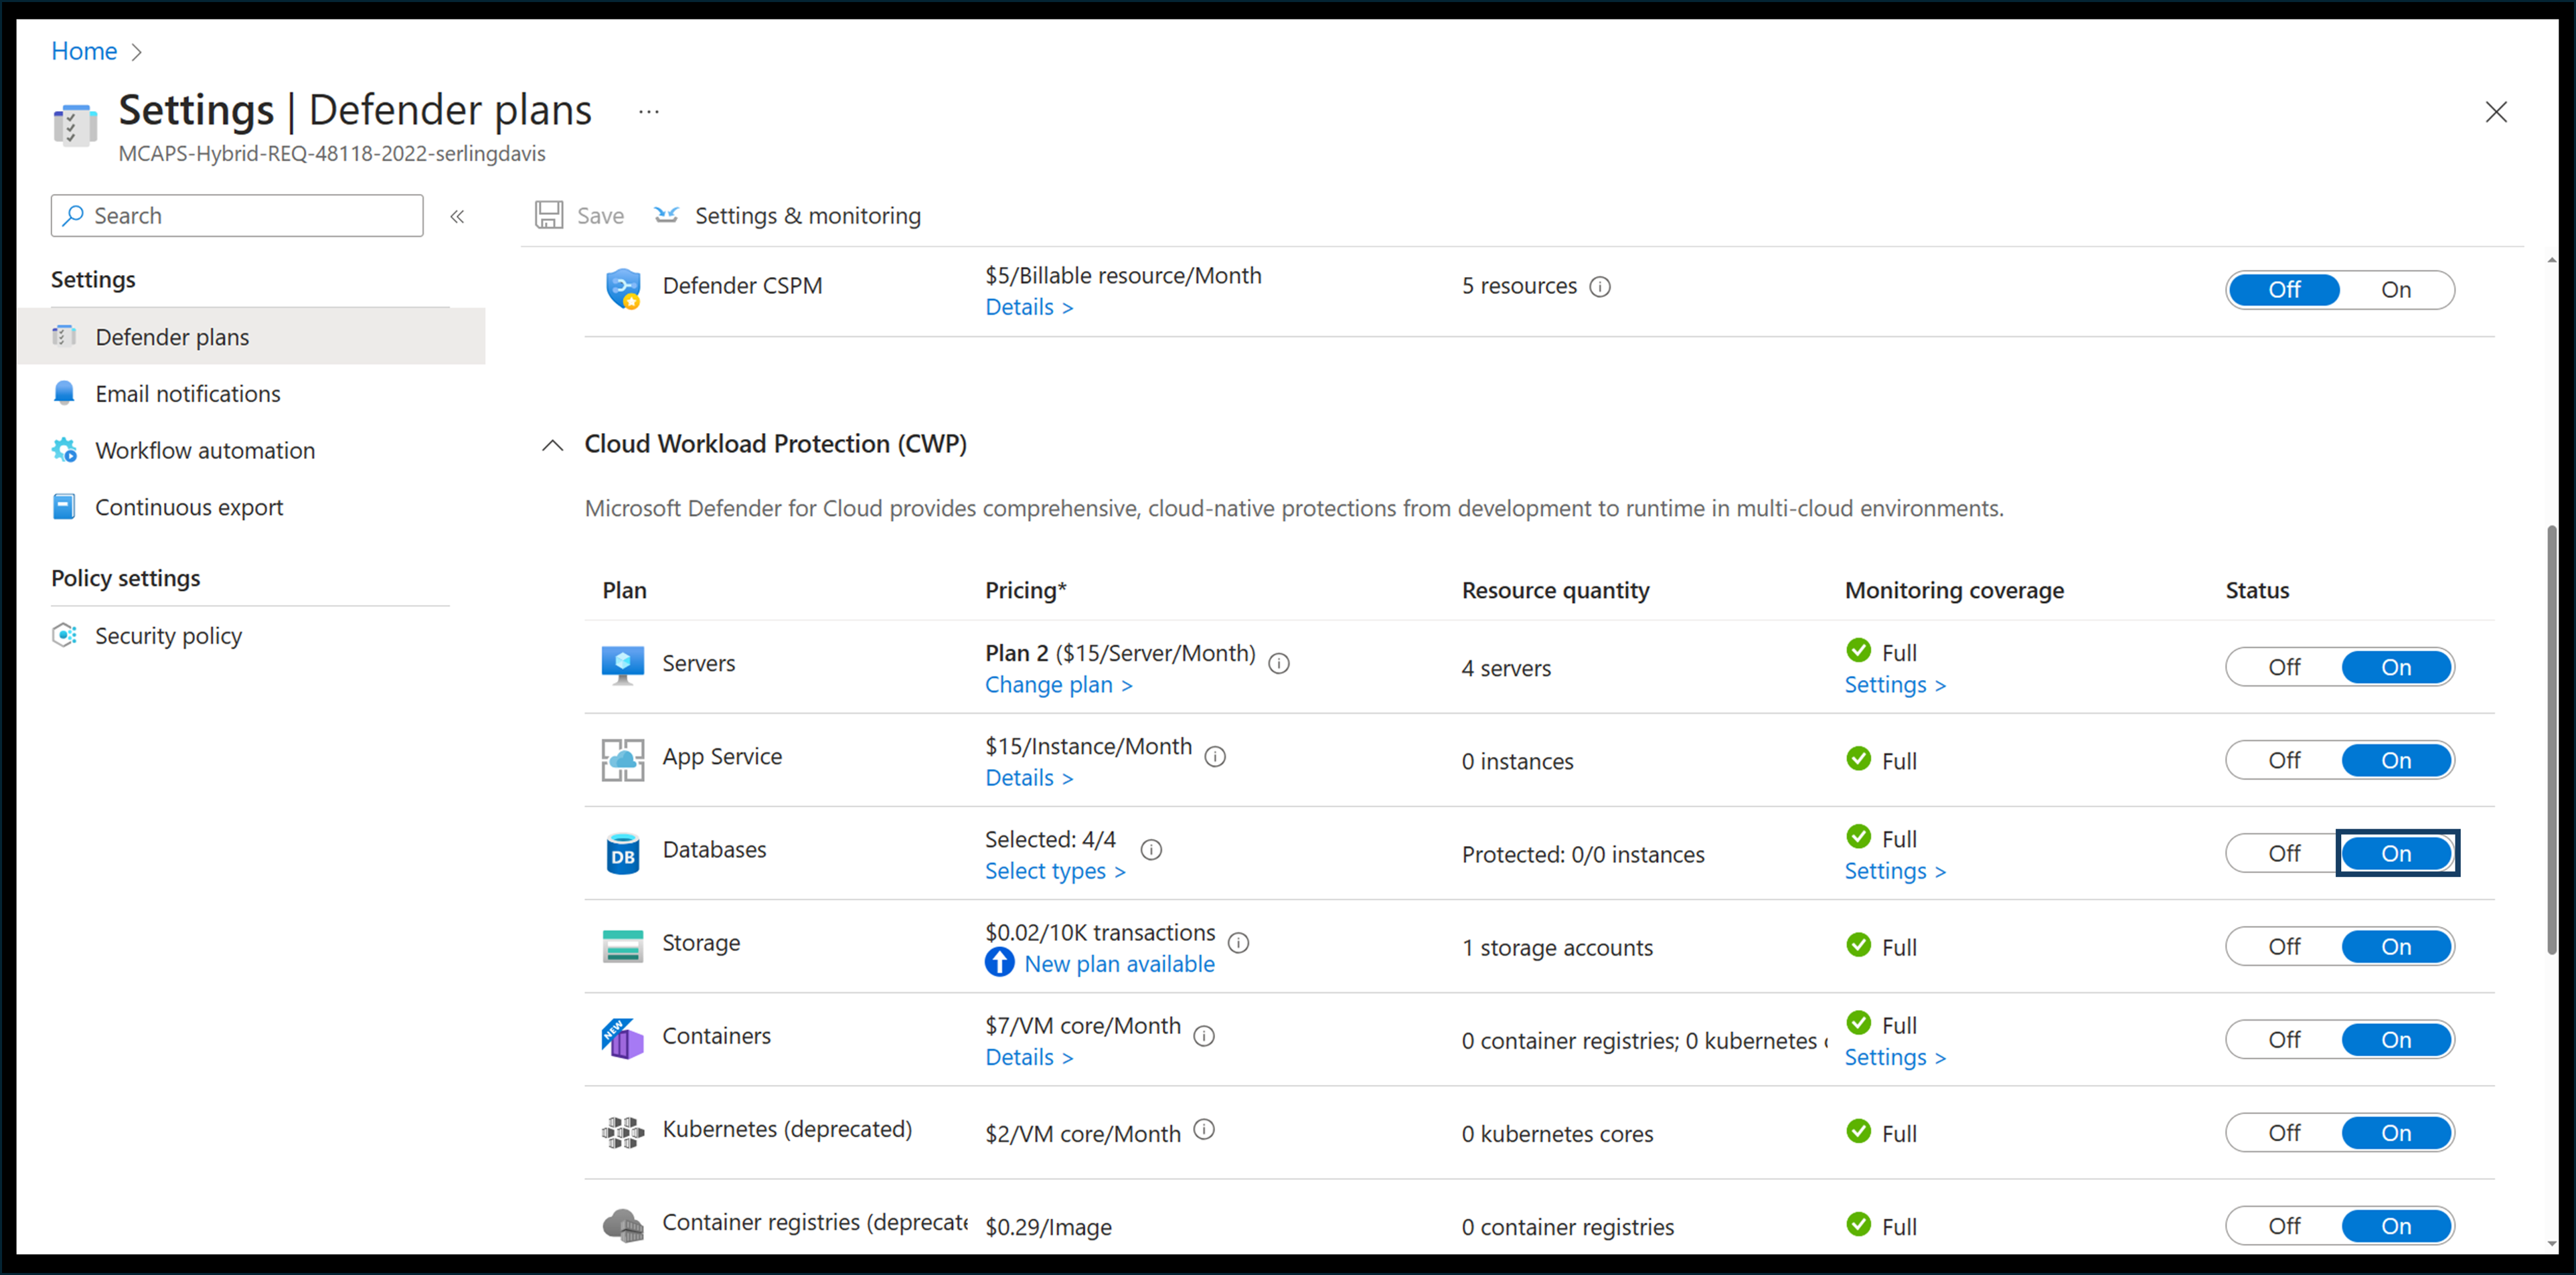 Home >
Settings | Defender plans ...
MCAPS-Hybrid-REQ-48118-2022-serlingdavis
Search «
Save Settings & monitoring
Settings
Defender plans
Email notifications
Workflow automation
Continuous export
Policy settings
Security policy
Defender CSPM $5/Billable resource/Month 5 resources Off On
Details >
Cloud Workload Protection (CWP)
Microsoft Defender for Cloud provides comprehensive, cloud-native protections from development to runtime in multi-cloud environments.
Plan Pricing* Resource quantity Monitoring coverage Status
Servers Plan 2 ($15/Server/Month) 4 servers Full Off On
Change plan > Settings >
App Service $15/Instance/Month 0 instances Full Off On
Details >
DB Databases Selected: 4/4 Protected: 0/0 instances Full Off On
Select types > Settings >
Storage $0.02/10K transactions 1 storage accounts Full Off On
New plan available
NEW Containers $7/VM core/Month 0 container registries; 0 kubernetes Full Off On
Details > Settings >
Kubernetes (deprecated) $2/VM core/Month 0 kubernetes cores Full Off On
Container registries (deprecate $0.29/Image 0 container registries Full Off On